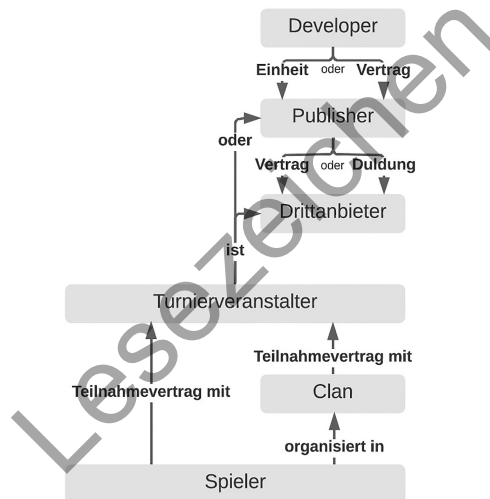 Developer
Einheit oder Vertrag
Publisher
oder
Vertrag oder Duldung
Drittanbieter
ist
Turnierveranstalter
Teilnahmevertrag mit
Teilnahmevertrag mit
Clan
organisiert in
Spieler
Lesezeichen